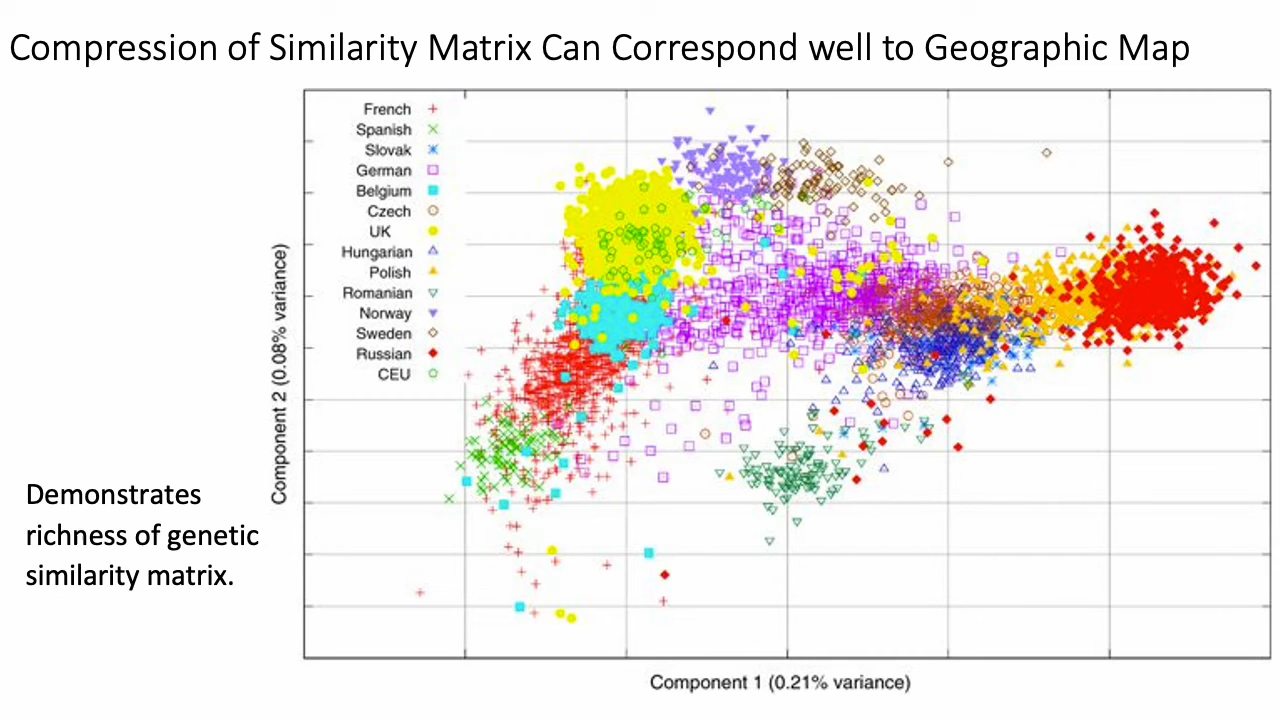 Compression of Similarity Matrix Can Correspond well to Geographic Map
French
Spanish
Slovak
German
Belgium
Czech
UK
Hungarian
Polish
Romanian
Norway
Sweden
Russian
CEU
Component 2 (0.08% variance)
Demonstrates
richness of genetic
similarity matrix.
Component 1 (0.21% variance)